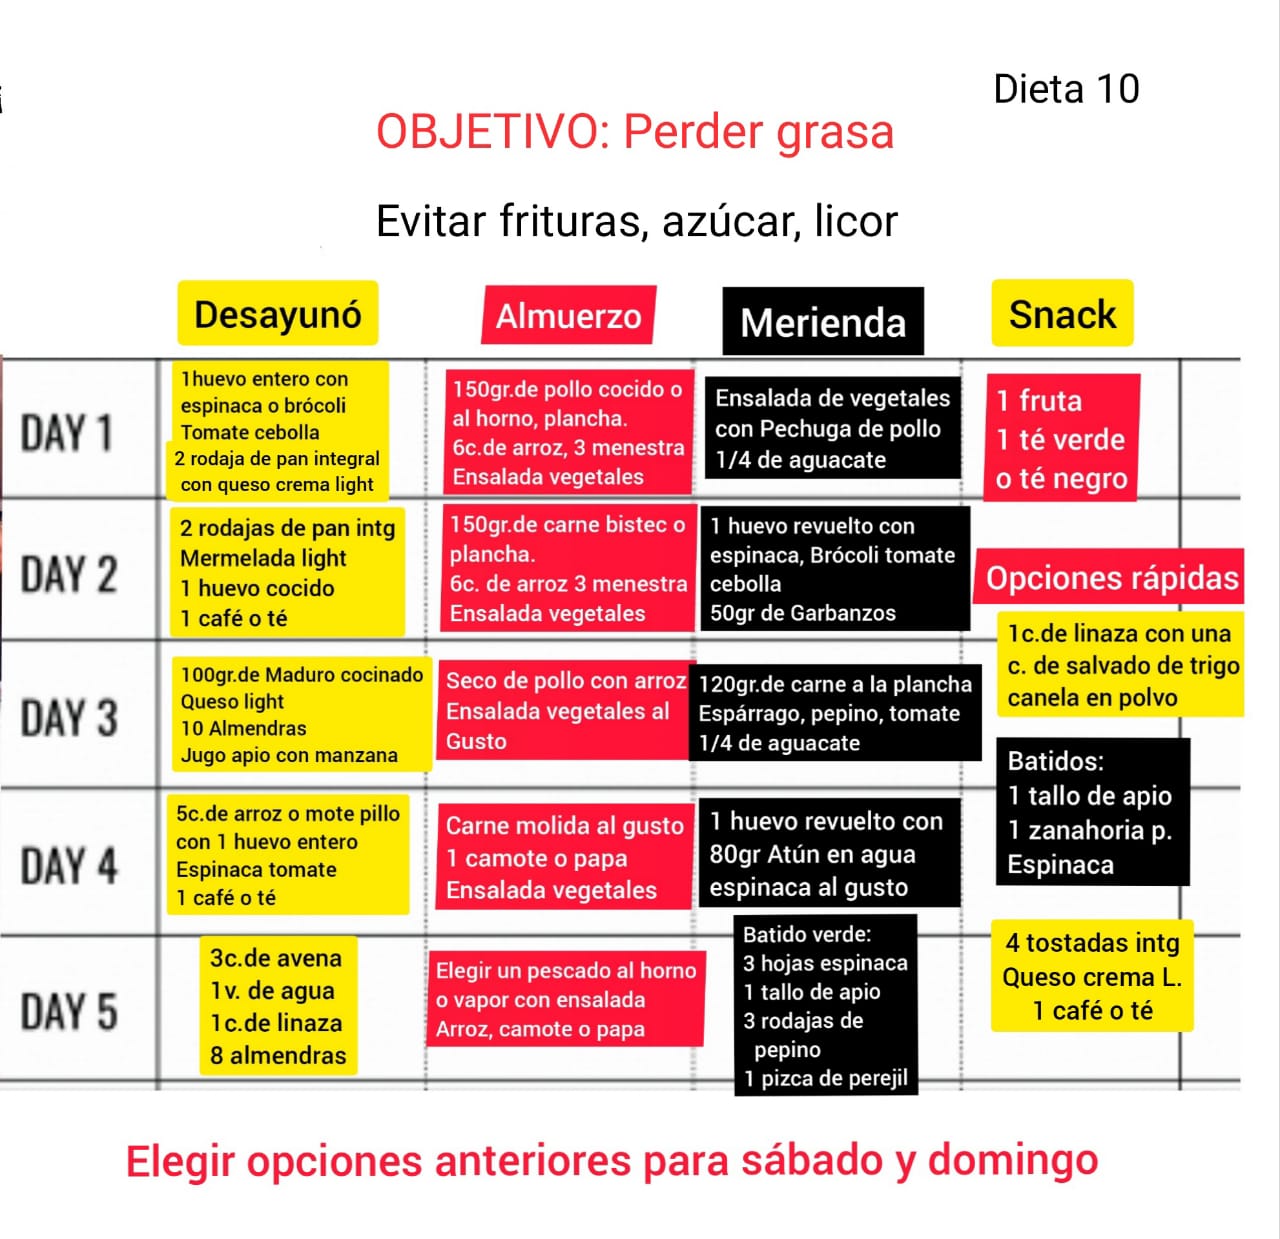 Dieta 10
OBJETIVO: Perder grasa
Evitar frituras, azúcar, licor
Desayunó
Almuerzo
Merienda
Snack
DAY 1
1huevo entero con
espinaca o brócoli
Tomate cebolla
2 rodaja de pan integral
con queso crema light
150gr.de pollo cocido o
al horno, plancha.
6c.de arroz, 3 menestra
Ensalada vegetales
Ensalada de vegetales
con Pechuga de pollo
1/4 de aguacate
1 fruta
1 té verde
o té negro
DAY 2
2 rodajas de pan intg
Mermelada light
1 huevo cocido
1 café o té
150gr.de carne bistec o
plancha.
6c. de arroz 3 menestra
Ensalada vegetales
1 huevo revuelto con
espinaca, Brócoli tomate
cebolla
50gr de Garbanzos
Opciones rápidas
1c.de linaza con una
c. de salvado de trigo
canela en polvo
DAY 3
100gr.de Maduro cocinado
Queso light
10 Almendras
Jugo apio con manzana
Seco de pollo con arroz
Ensalada vegetales al
Gusto
120gr.de carne a la plancha
Espárrago, pepino, tomate
1/4 de aguacate
Batidos:
1 tallo de apio
1 zanahoria p.
Espinaca
DAY 4
5c.de arroz o mote pillo
con 1 huevo entero
Espinaca tomate
1 café o té
Carne molida al gusto
1 camote o papa
Ensalada vegetales
1 huevo revuelto con
80gr Atún en agua
espinaca al gusto
DAY 5
3c.de avena
1v. de agua
1c.de linaza
8 almendras
Elegir un pescado al horno
o vapor con ensalada
Arroz, camote o papa
Batido verde:
3 hojas espinaca
1 tallo de apio
3 rodajas de
pepino
1 pizca de perejil
4 tostadas intg
Queso crema L.
1 café o té
Elegir opciones anteriores para sábado y domingo